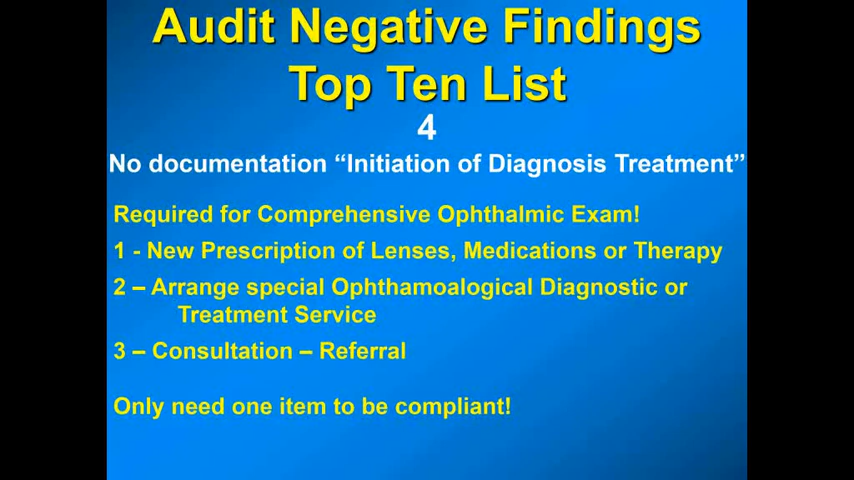 Audit Negative Findings
Top Ten List
4
No documentation “Initiation of Diagnosis Treatment”
Required for Comprehensive Ophthalmic Exam!
1 - New Prescription of Lenses, Medications or Therapy
2 – Arrange special Ophthamoalogical Diagnostic or
Treatment Service
3 – Consultation – Referral
Only need one item to be compliant!